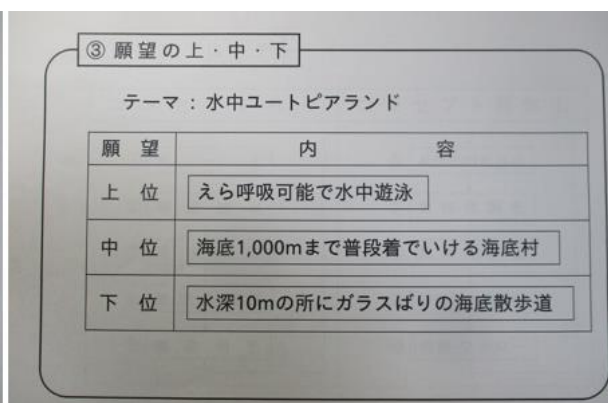 ③ 願望の上・中・下
テーマ：水中ユートピアランド
願望 内容
上位 えら呼吸可能で水中遊泳
中位 海底1,000mまで普段着でいける海底村
下位 水深10mの所にガラスばりの海底散歩道